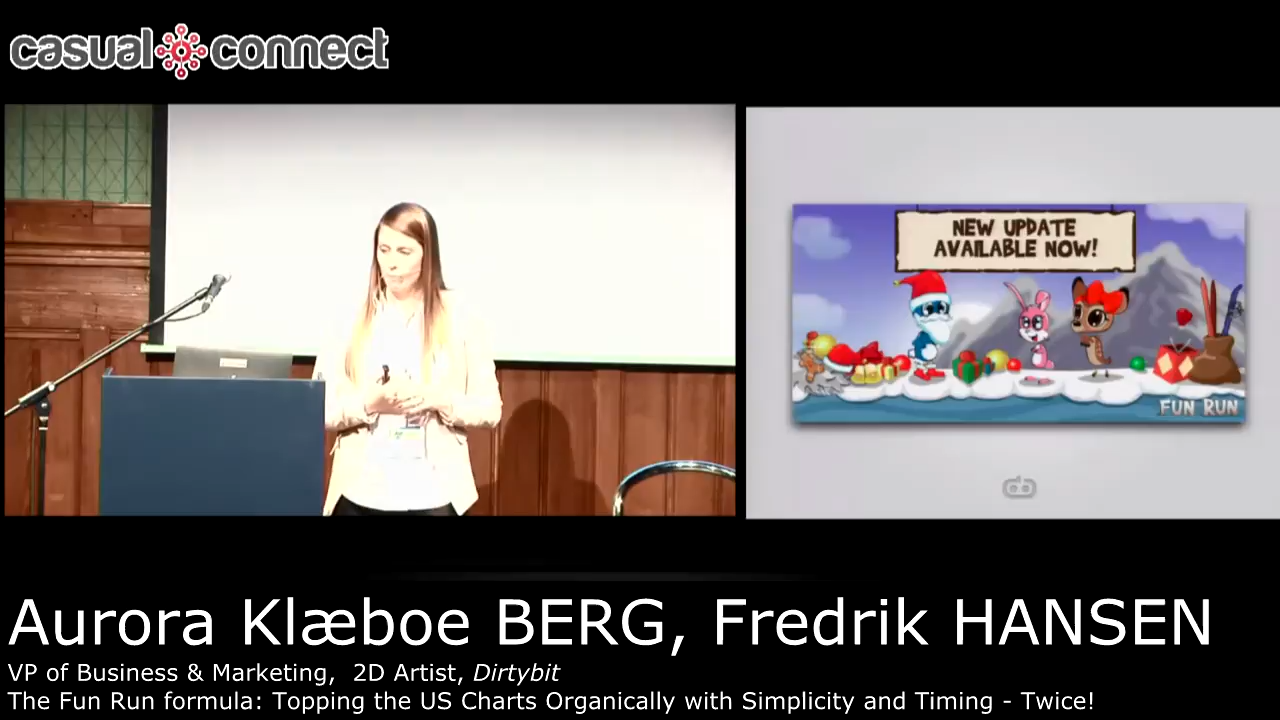 casual connect
NEW UPDATE
AVAILABLE NOW!
FUN RUN
Aurora Klæboe BERG, Fredrik HANSEN
VP of Business & Marketing,  2D Artist, Dirtybit
The Fun Run formula: Topping the US Charts Organically with Simplicity and Timing - Twice!